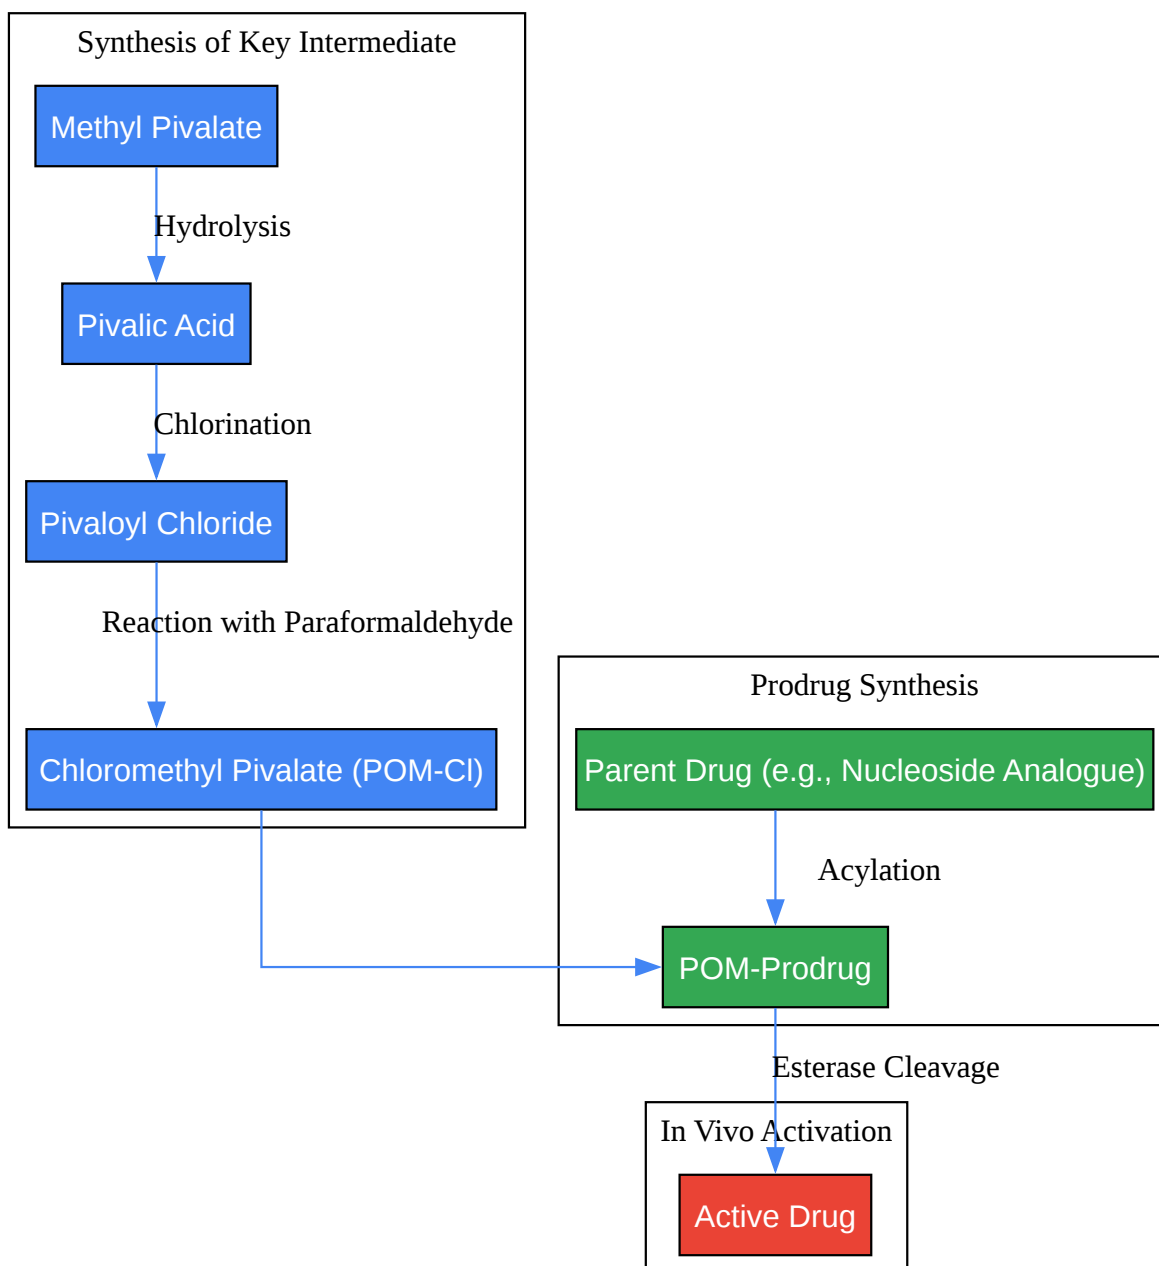 Synthesis of Key Intermediate
Methyl Pivalate
Hydrolysis
Pivalic Acid
Chlorination
Pivaloyl Chloride
Reaction with Paraformaldehyde
Chloromethyl Pivalate (POM-Cl)
Prodrug Synthesis
Parent Drug (e.g., Nucleoside Analogue)
Acylation
POM-Prodrug
Esterase Cleavage
In Vivo Activation
Active Drug